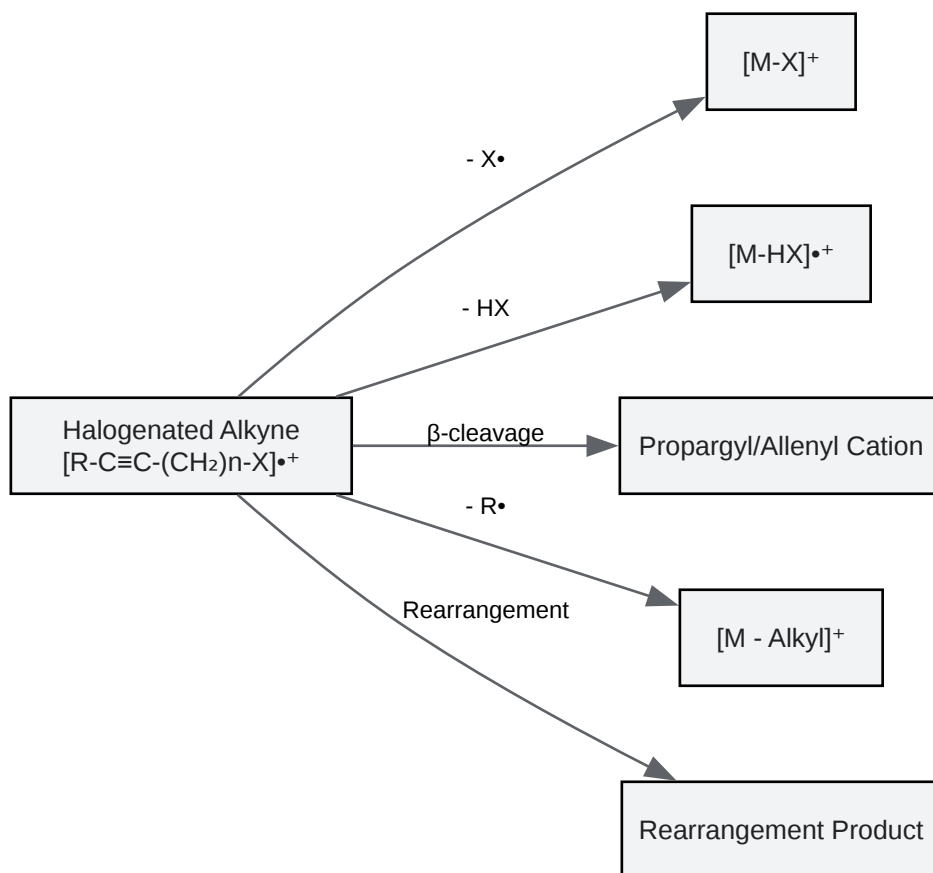 [M-X]⁺
- X•
[M-HX]•⁺
- HX
Halogenated Alkyne
[R-C≡C-(CH₂)n-X]•⁺
β-cleavage
Propargyl/Allenyl Cation
- R•
[M - Alkyl]⁺
Rearrangement
Rearrangement Product